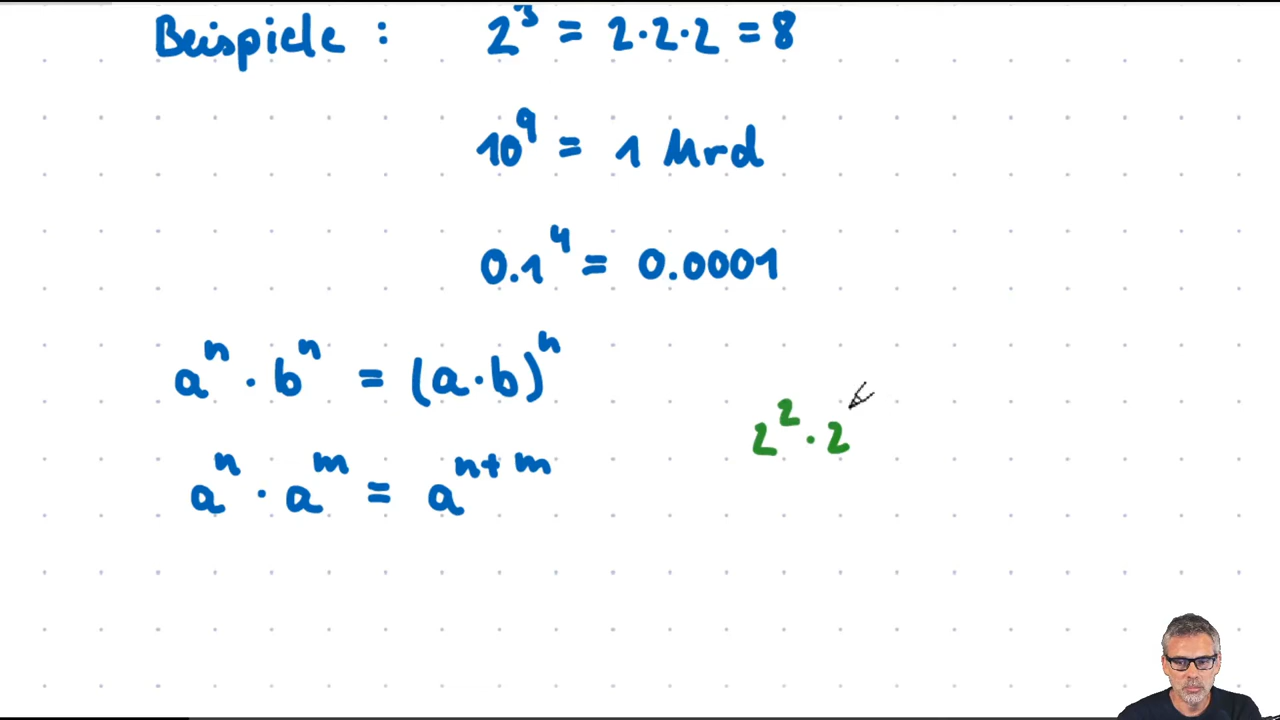 Beispiele : 2³ = 2·2·2 = 8
10⁹ = 1 Mrd
0.1⁴ = 0.0001
aⁿ · bⁿ = (a·b)ⁿ
2² · 2
aⁿ · aᵐ = aⁿ⁺ᵐ